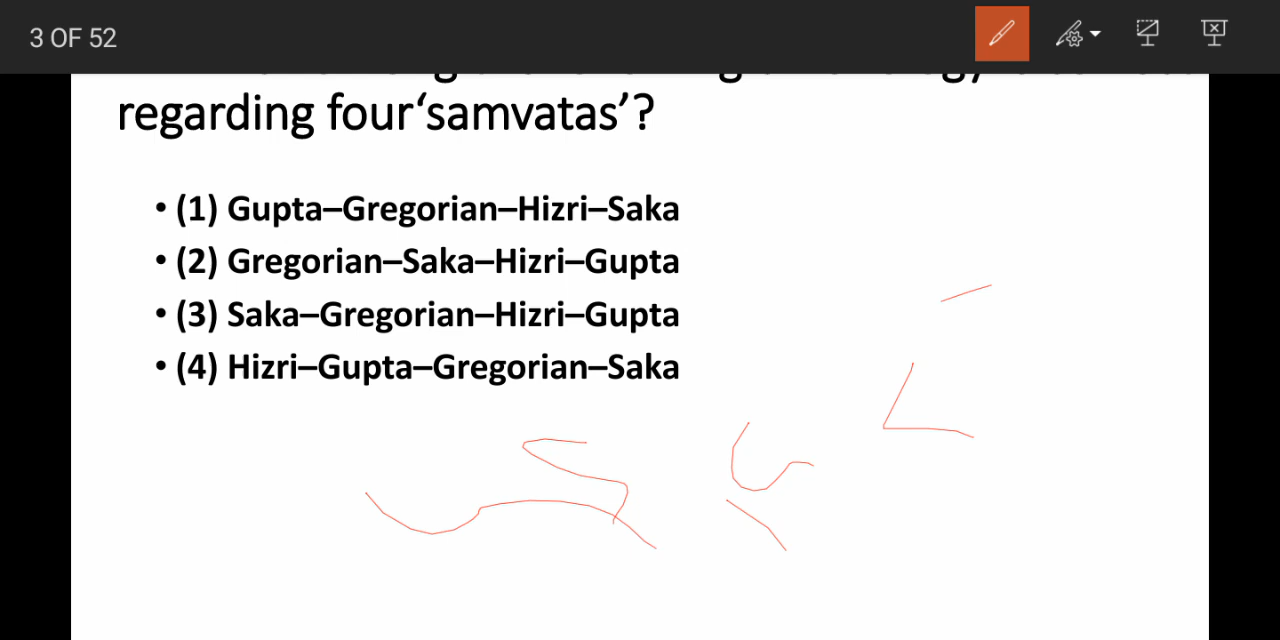 3 OF 52
regarding four‘samvatas’?
• (1) Gupta–Gregorian–Hizri–Saka
• (2) Gregorian–Saka–Hizri–Gupta
• (3) Saka–Gregorian–Hizri–Gupta
• (4) Hizri–Gupta–Gregorian–Saka